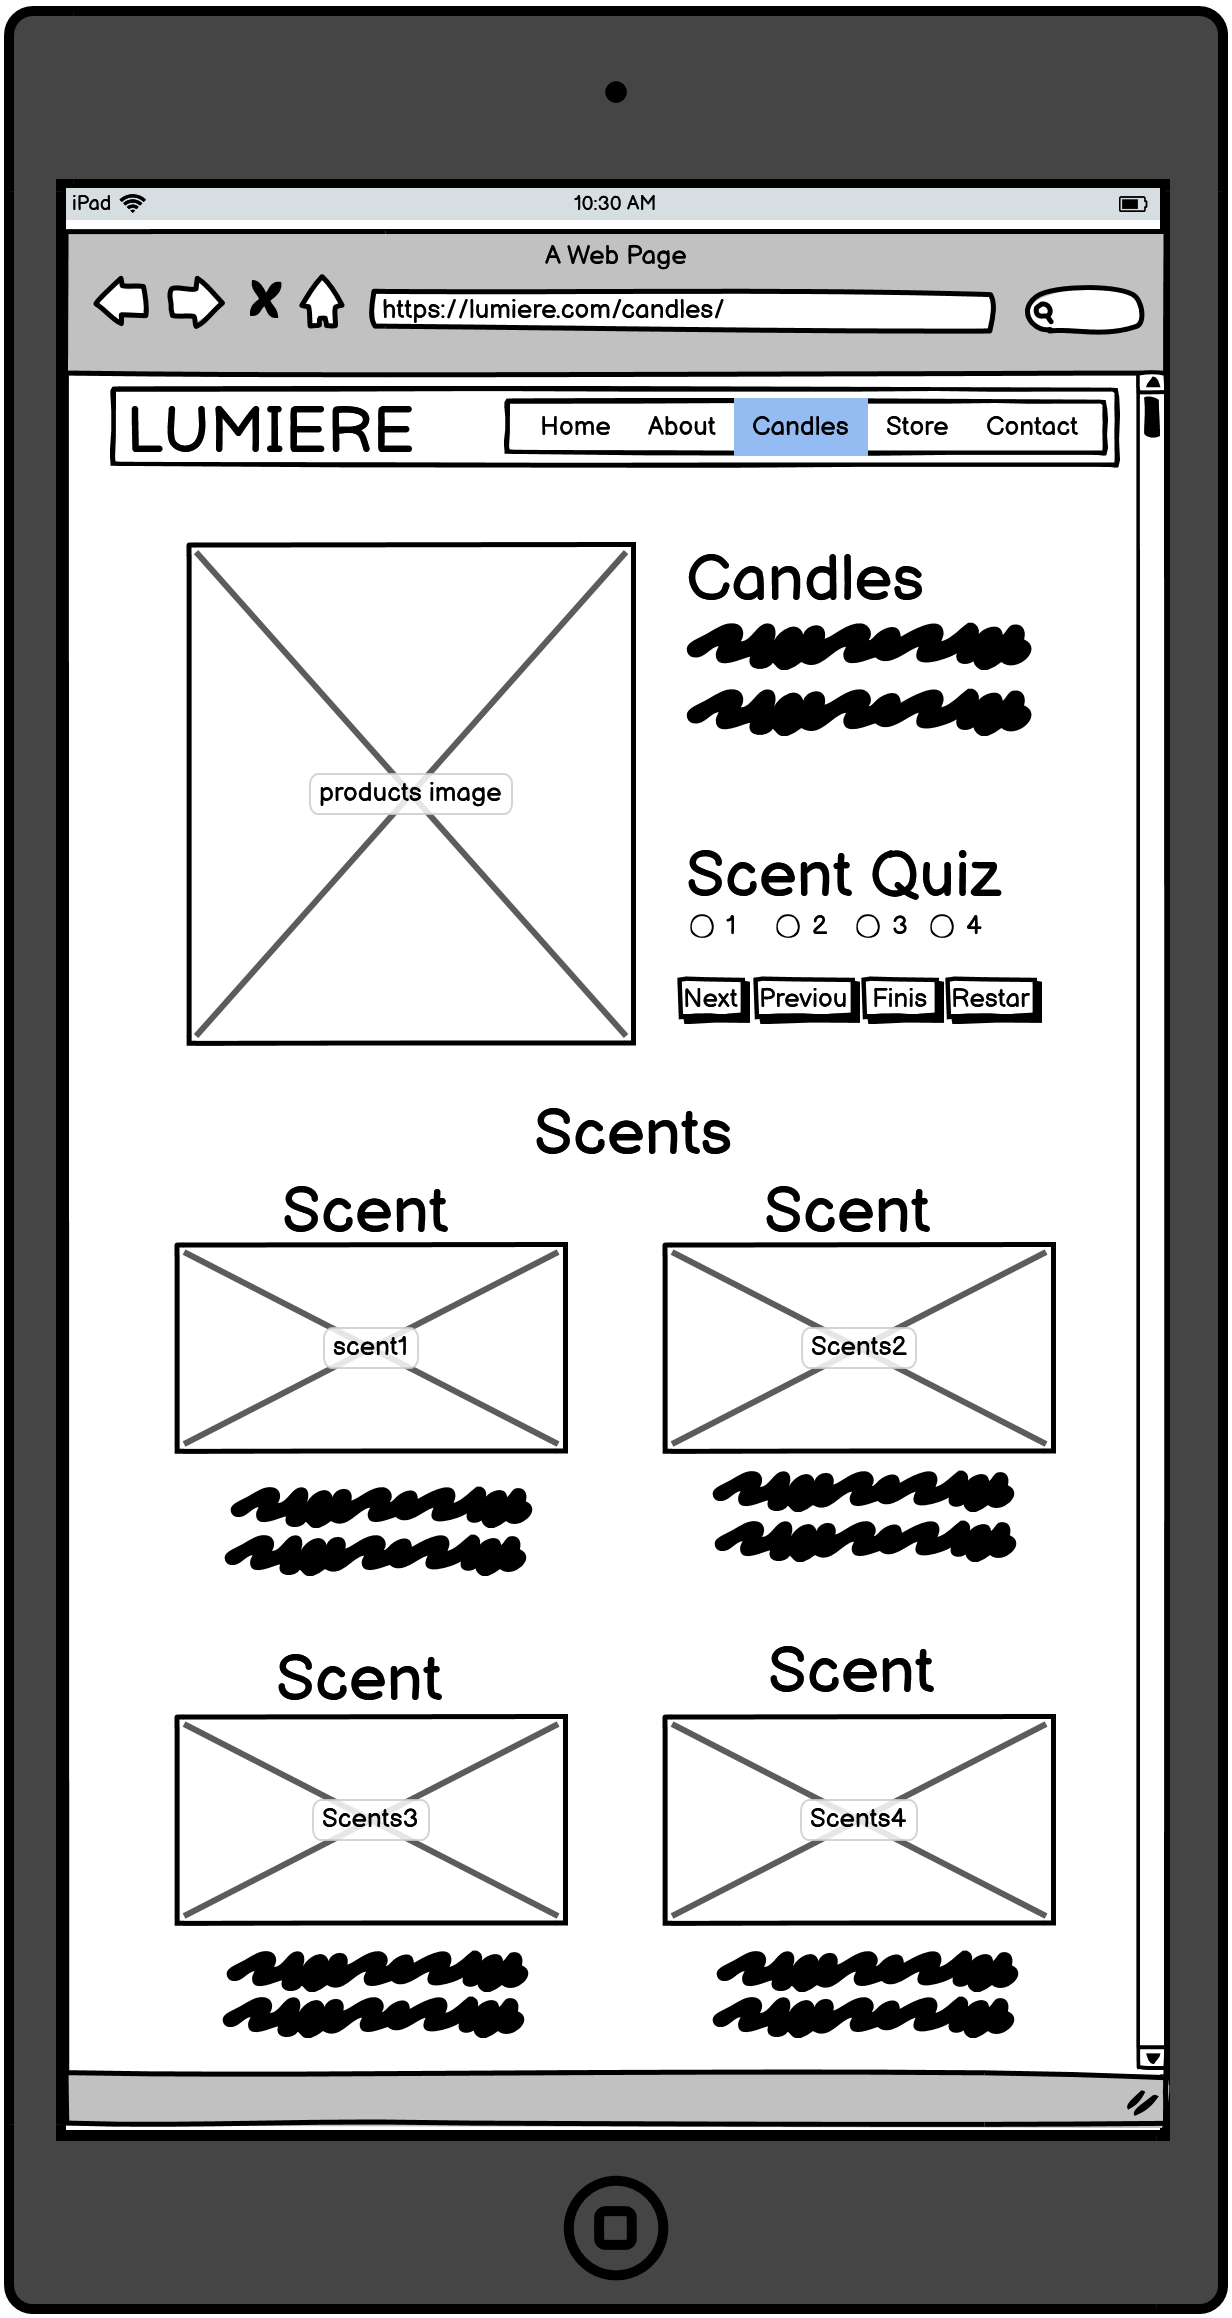 iPad 10:30 AM
A Web Page
https://lumiere.com/candles/
LUMIERE Home About Candles Store Contact
Candles
products image
Scent Quiz
1 2 3 4
Next Previou Finis Restar
Scents
Scent Scent
scent1 Scents2
Scent Scent
Scents3 Scents4